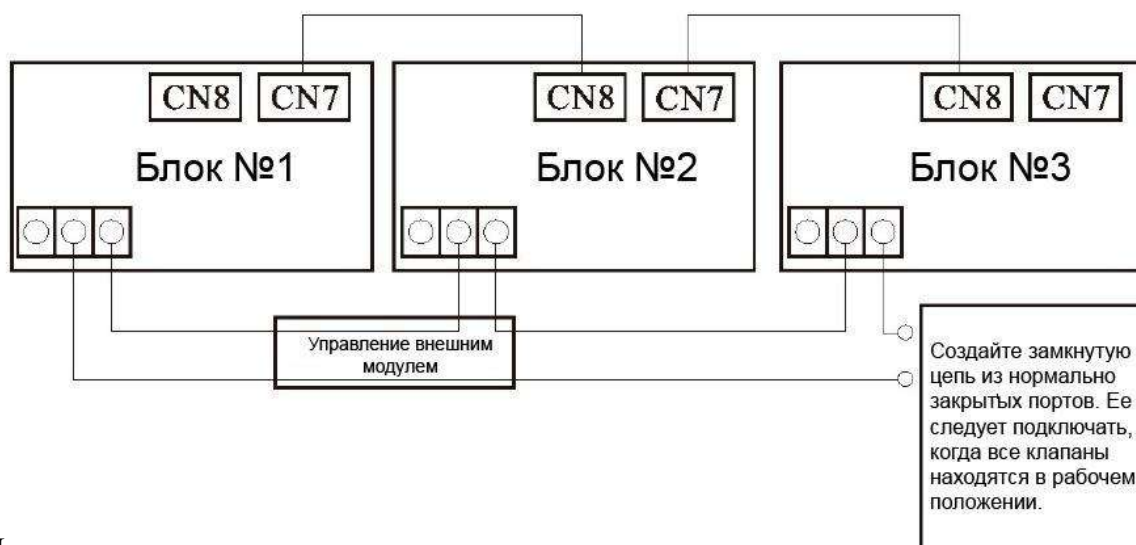 CN8 CN7
CN8 CN7
CN8 CN7
Блок №1
Блок №2
Блок №3
Управление внешним
модулем
Создайте замкнутую
цепь из нормально
закрытых портов. Ее
следует подключать,
когда все клапаны
находятся в рабочем
положении.